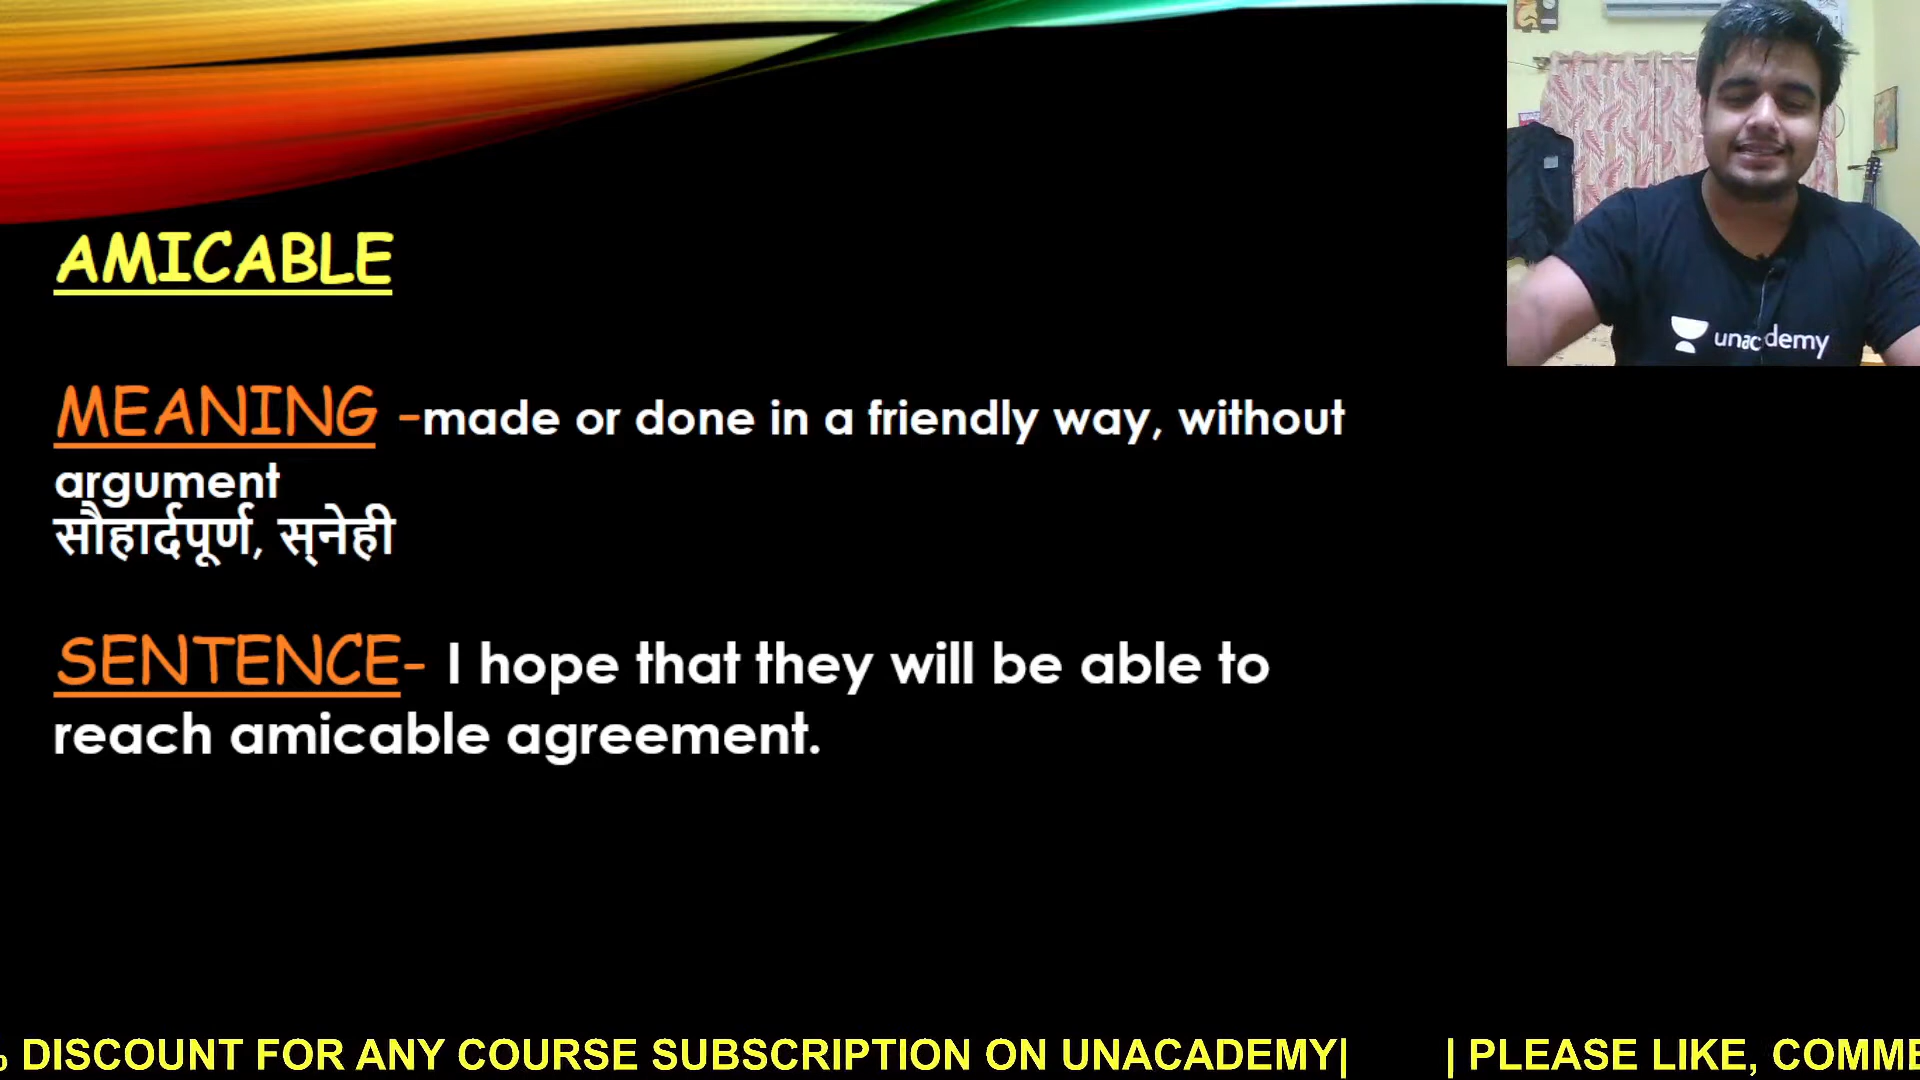 AMICABLE
MEANING -made or done in a friendly way, without
argument
सौहार्दपूर्ण, स्नेही
SENTENCE- I hope that they will be able to
reach amicable agreement.
unacademy
DISCOUNT FOR ANY COURSE SUBSCRIPTION ON UNACADEMY| | PLEASE LIKE,